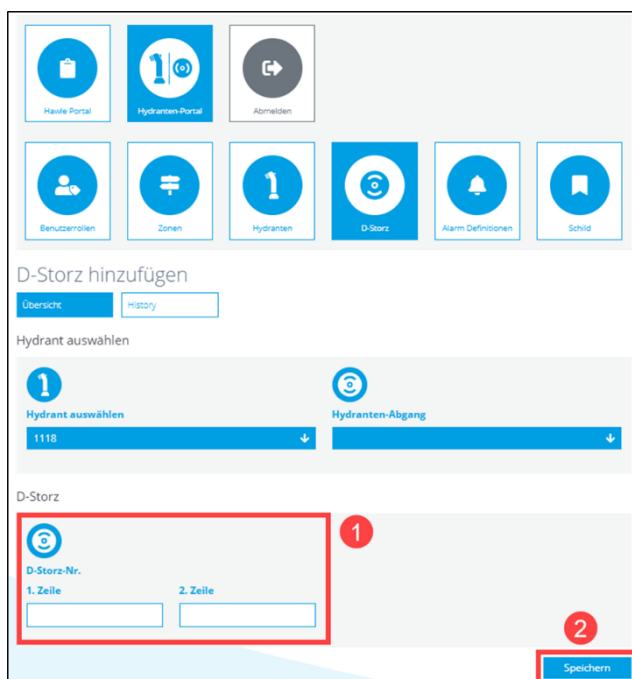 Hawle Portal
Hydranten-Portal
Abmelden
Benutzerrollen
Zonen
Hydranten
D-Storz
Alarm Definitionen
Schild
D-Storz hinzufügen
Übersicht
History
Hydrant auswählen
Hydrant auswählen
Hydranten-Abgang
1118
D-Storz
1
D-Storz-Nr.
1. Zeile
2. Zeile
2
Speichern